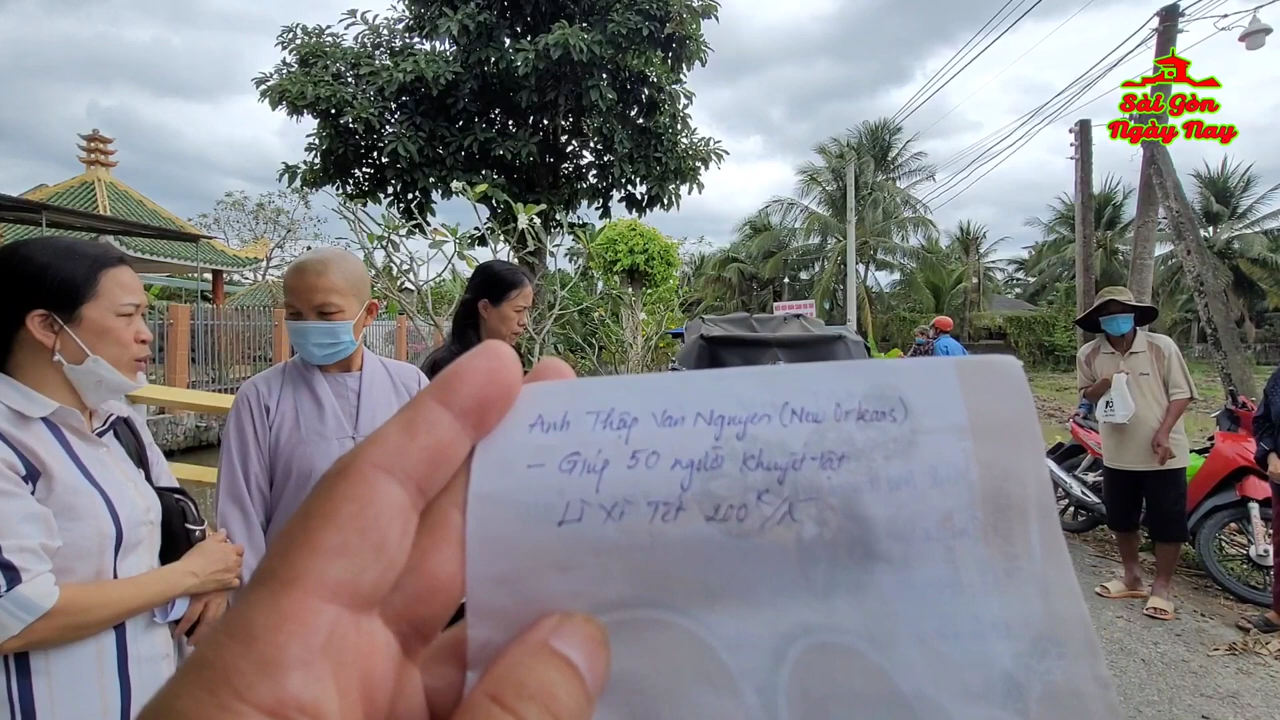 Sài Gòn
Ngày Nay
Anh Thập Van Nguyen (New Orleans)
- Giúp 50 người khuyết tật
Lì Xì Tết 200K/